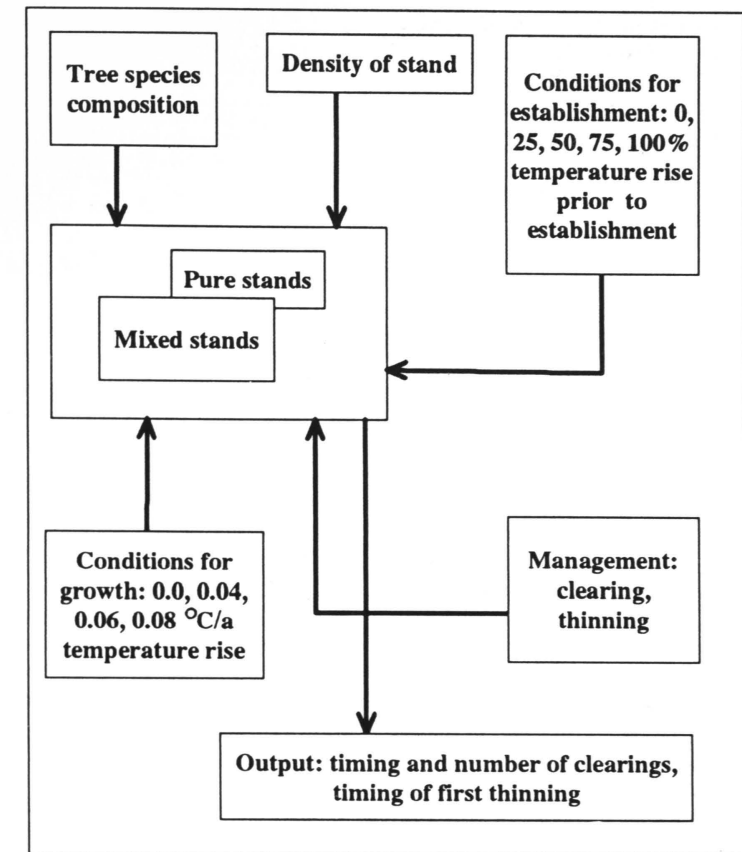 Tree species
composition
Density of stand
Conditions for
establishment: 0,
25, 50, 75, 100%
temperature rise
prior to
establishment
Pure stands
Mixed stands
Conditions for
growth: 0.0, 0.04,
0.06, 0.08 °C/a
temperature rise
Management:
clearing,
thinning
Output: timing and number of clearings,
timing of first thinning